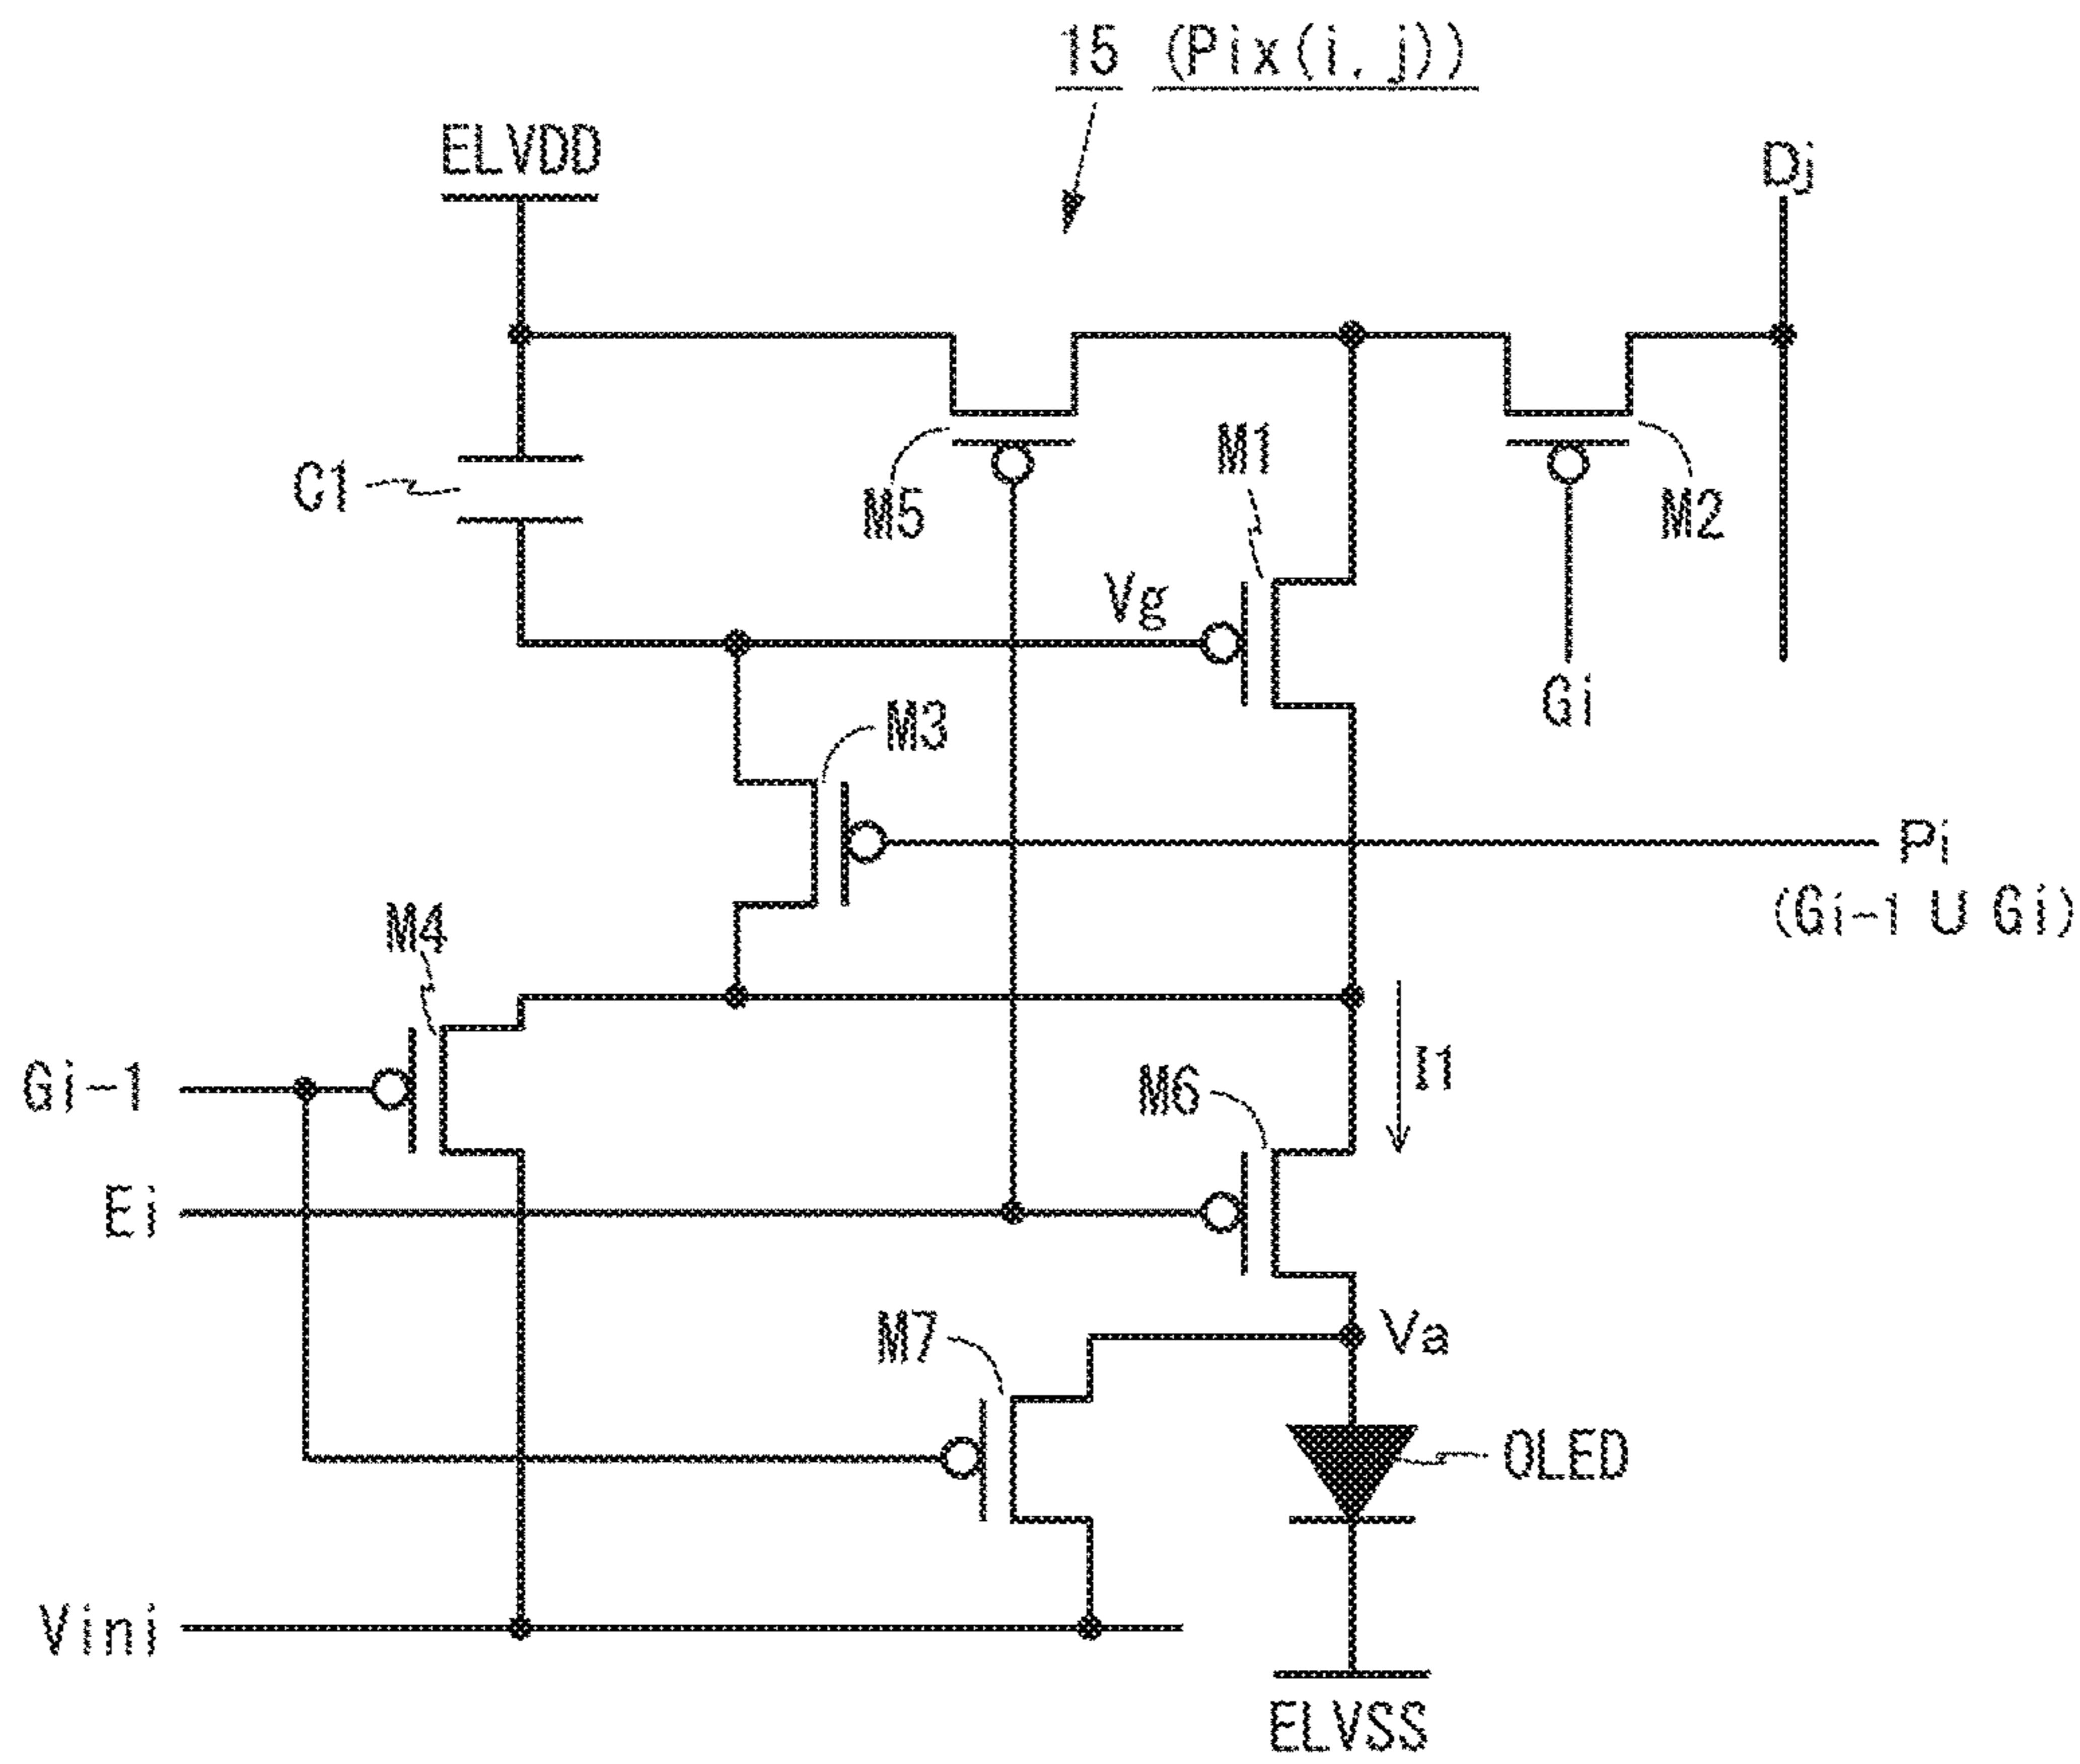 15 (Pix(i, j))
ELVDD
Dj
C1
M5
M1
M2
Vg
Gi
M3
Pi
(Gi-1 U Gi)
M4
Gi-1
M6
I1
Ei
M7
Va
OLED
Vini
ELVSS